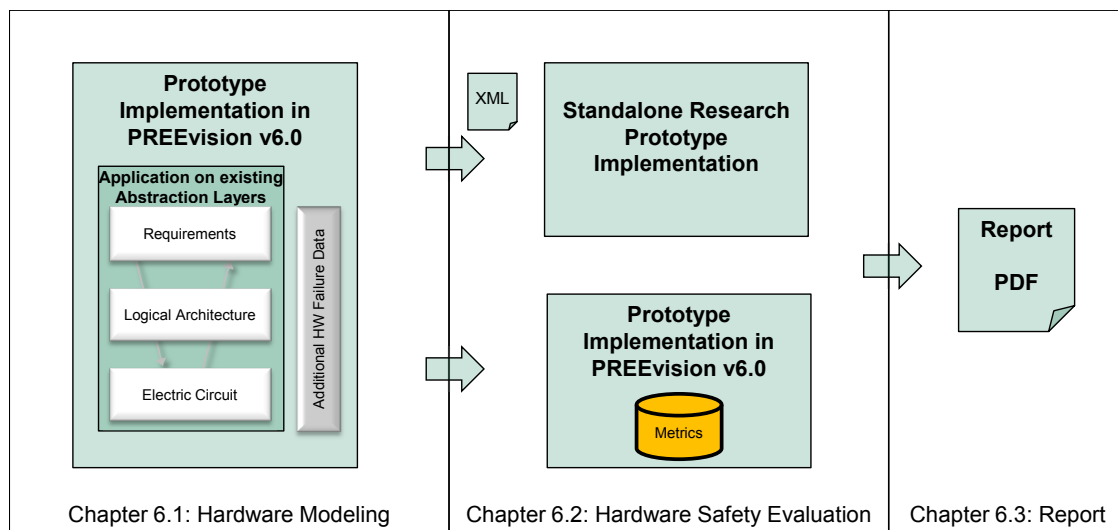 Prototype
Implementation in
PREEvision v6.0
Application on existing
Abstraction Layers
Requirements
Logical Architecture
Electric Circuit
Additional HW Failure Data
Chapter 6.1: Hardware Modeling
XML
Standalone Research
Prototype
Implementation
Prototype
Implementation in
PREEvision v6.0
Metrics
Chapter 6.2: Hardware Safety Evaluation
Report
PDF
Chapter 6.3: Report